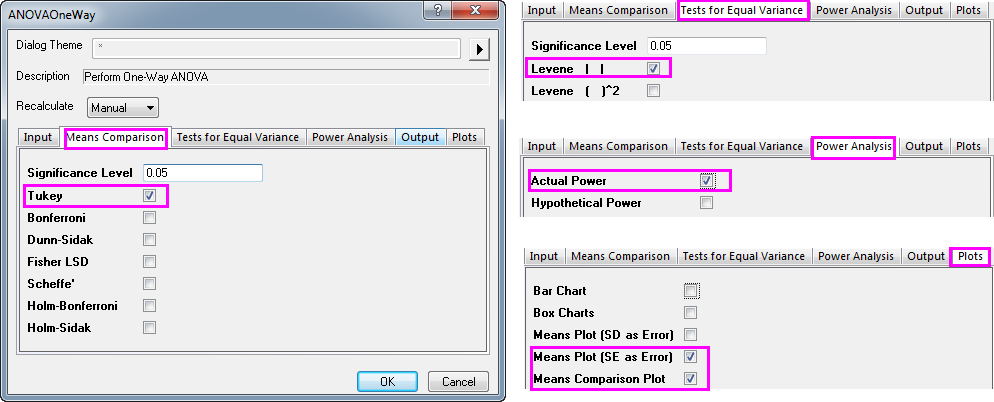 ANOVAOneWay
Dialog Theme *
Description Perform One-Way ANOVA
Recalculate Manual
Input Means Comparison Tests for Equal Variance Power Analysis Output Plots
Significance Level 0.05
Tukey
Bonferroni
Dunn-Sidak
Fisher LSD
Scheffe'
Holm-Bonferroni
Holm-Sidak
OK Cancel
Input Means Comparison Tests for Equal Variance Power Analysis Output Plots
Significance Level 0.05
Levene | |
Levene ( )^2
Input Means Comparison Tests for Equal Variance Power Analysis Output Plots
Actual Power
Hypothetical Power
Input Means Comparison Tests for Equal Variance Power Analysis Output Plots
Bar Chart
Box Charts
Means Plot (SD as Error)
Means Plot (SE as Error)
Means Comparison Plot